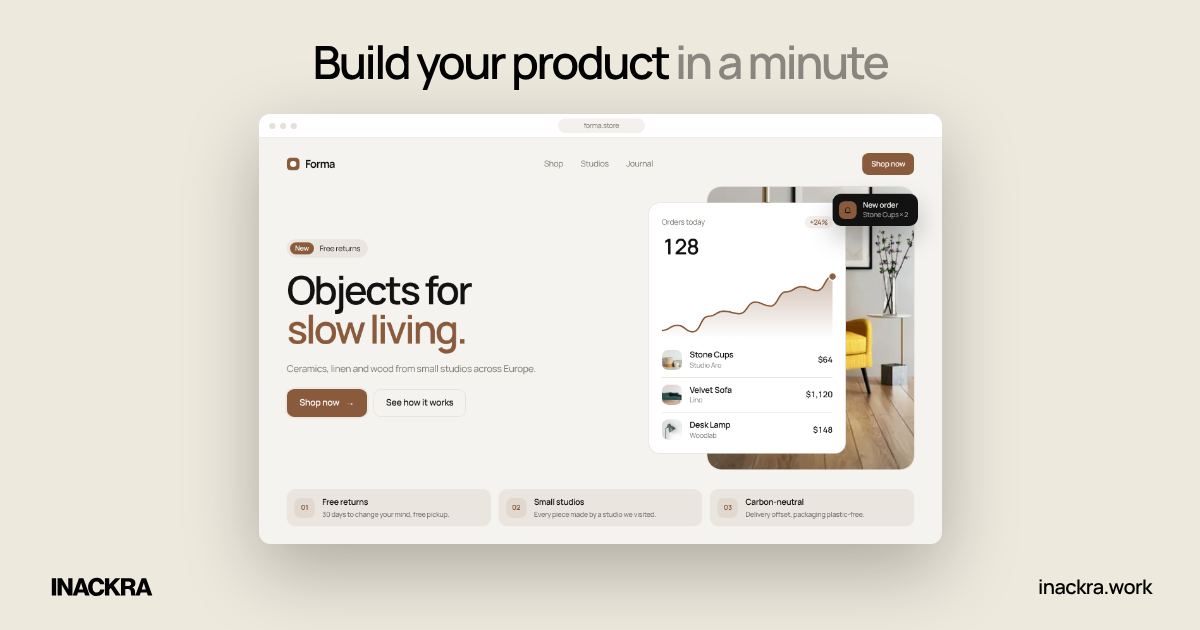 Build your product in a minute
forma.store
Forma
Shop Studios Journal
Shop now
New order
Stone Cups × 2
Orders today
+24%
128
New Free returns
Objects for
slow living.
Ceramics, linen and wood from small studios across Europe.
Shop now → See how it works
Stone Cups
Studio Aro
$64
Velvet Sofa
Lino
$1,120
Desk Lamp
Woodlab
$148
01 Free returns
30 days to change your mind, free pickup.
02 Small studios
Every piece made by a studio we visited.
03 Carbon-neutral
Delivery offset, packaging plastic-free.
INACKRA
inackra.work